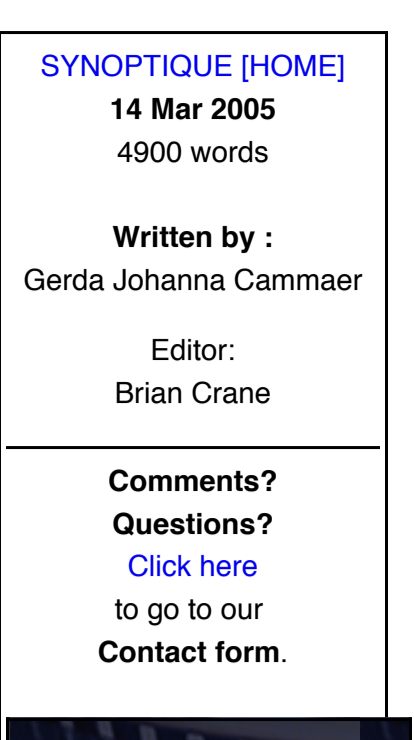 SYNOPTIQUE [HOME]
14 Mar 2005
4900 words
Written by :
Gerda Johanna Cammaer
Editor:
Brian Crane
Comments?
Questions?
Click here
to go to our
Contact form.